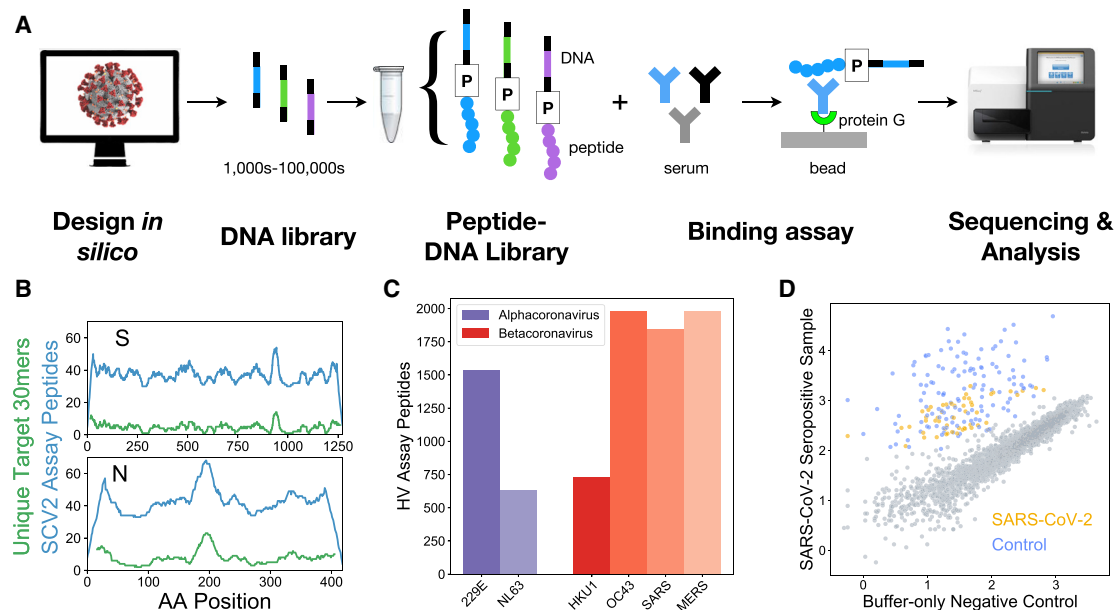 A
P
P
P
DNA
peptide
+
1,000s-100,000s
serum
P
protein G
bead
Design in
silico
DNA library
Peptide-
DNA Library
Binding assay
Sequencing &
Analysis
B
Unique Target 30mers
SCV2 Assay Peptides
S
60
40
20
0
0 250 500 750 1000 1250
N
60
40
20
0
0 100 200 300 400
AA Position
C
HV Assay Peptides
2000
1750
1500
1250
1000
750
500
250
0
Alphacoronavirus
Betacoronavirus
229E
NL63
HKU1
OC43
SARS
MERS
D
SARS-CoV-2 Seropositive Sample
4
3
2
1
0
SARS-CoV-2
Control
0 1 2 3
Buffer-only Negative Control